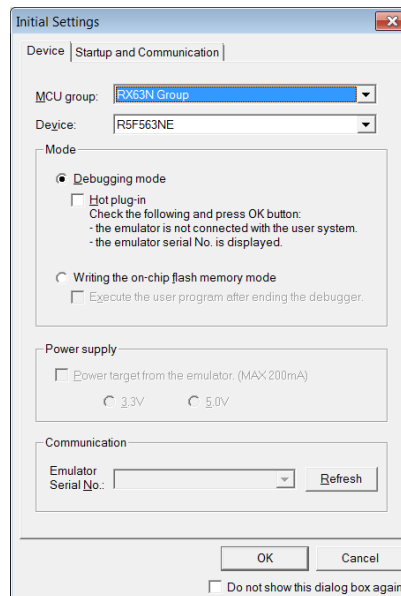 Initial Settings
Device
Startup and Communication
MCU group:
RX63N Group
Device:
R5F563NE
Mode
Debugging mode
Hot plug-in
Check the following and press OK button:
- the emulator is not connected with the user system.
- the emulator serial No. is displayed.
Writing the on-chip flash memory mode
Execute the user program after ending the debugger.
Power supply
Power target from the emulator. (MAX 200mA)
3.3V
5.0V
Communication
Emulator
Serial No.:
Refresh
OK
Cancel
Do not show this dialog box again